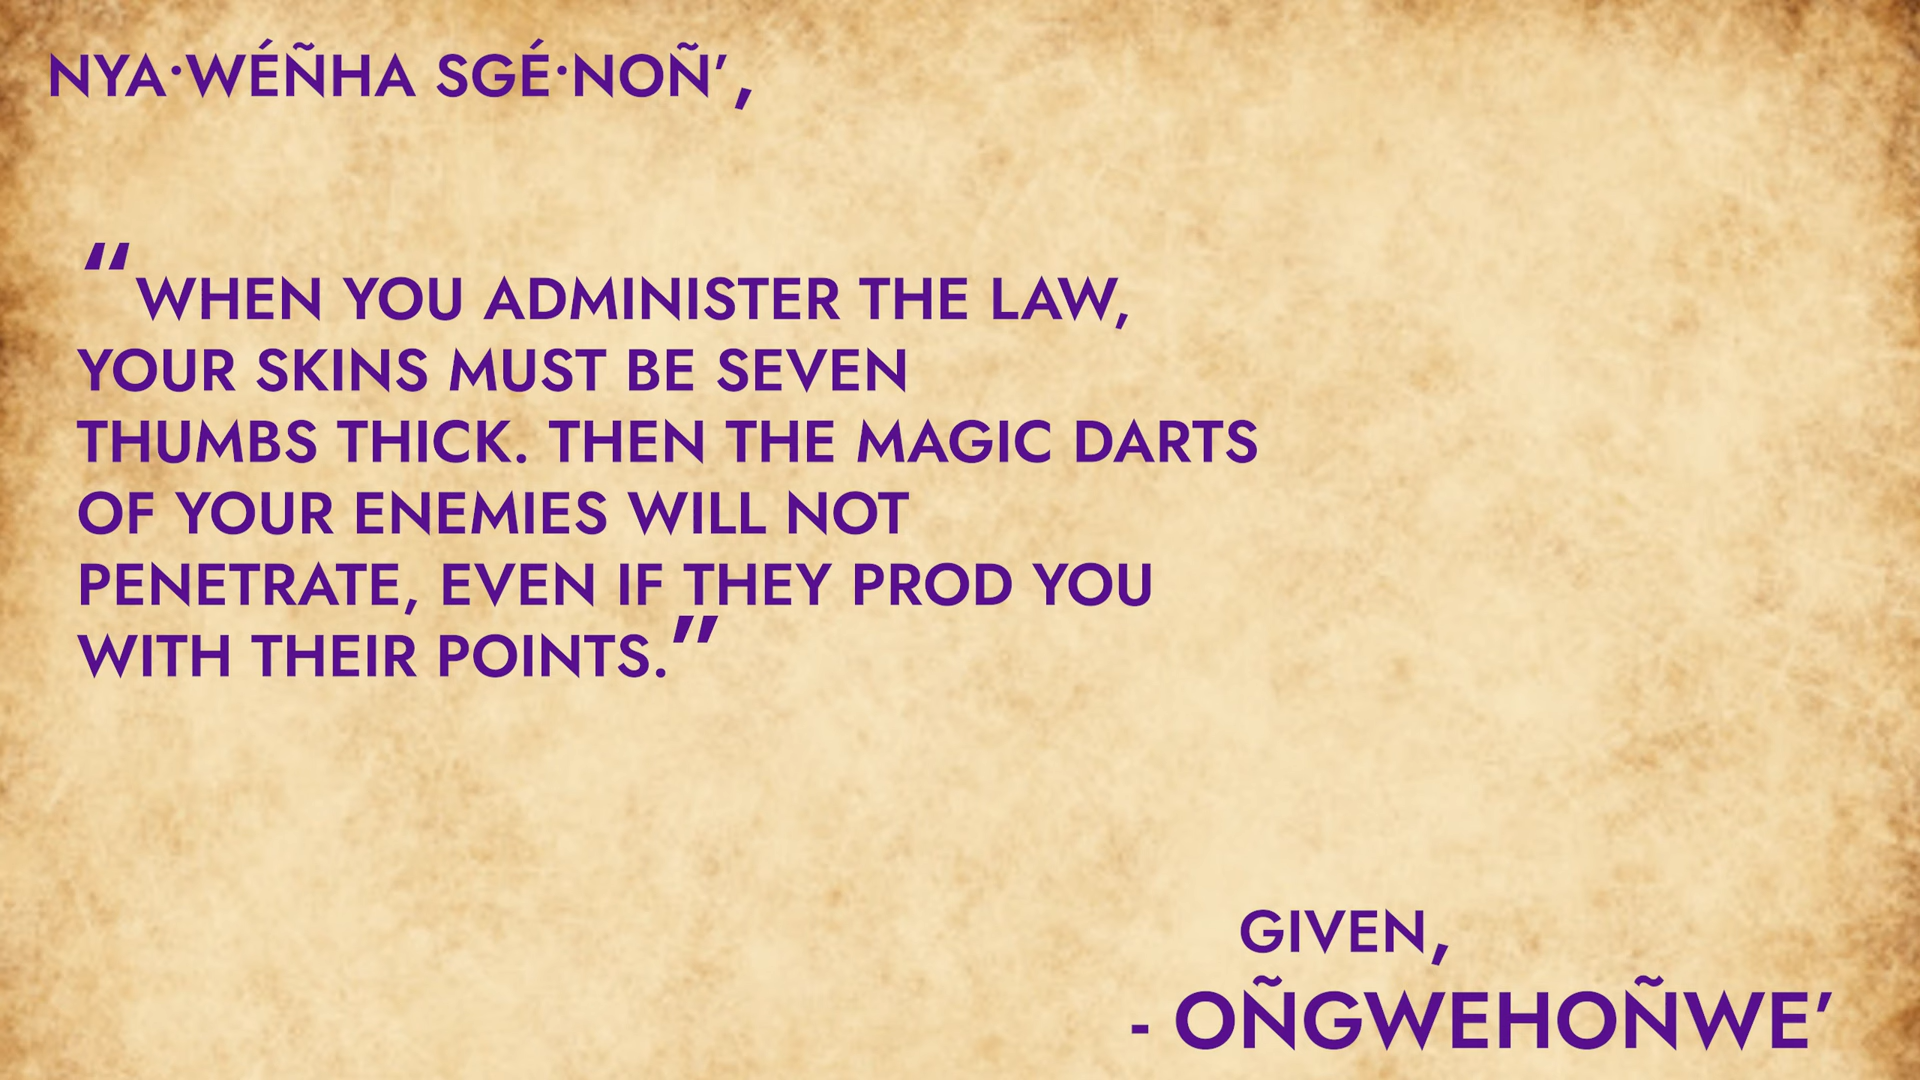 NYA·WÉÑHA SGÉ·NOÑ’,
“WHEN YOU ADMINISTER THE LAW,
YOUR SKINS MUST BE SEVEN
THUMBS THICK. THEN THE MAGIC DARTS
OF YOUR ENEMIES WILL NOT
PENETRATE, EVEN IF THEY PROD YOU
WITH THEIR POINTS.”
GIVEN,
- OÑGWEHOÑWE’